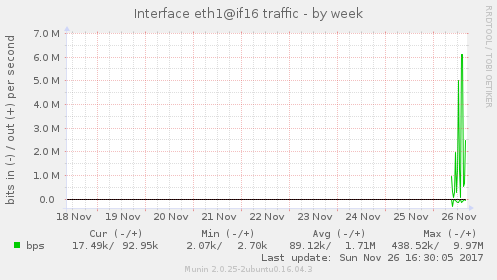 Interface eth1@if16 traffic - by week
RRDTOOL / TOBI OETIKER
bits in (-) / out (+) per second
7.0 M
6.0 M
5.0 M
4.0 M
3.0 M
2.0 M
1.0 M
0.0
18 Nov 19 Nov 20 Nov 21 Nov 22 Nov 23 Nov 24 Nov 25 Nov 26 Nov
Cur (-/+) Min (-/+) Avg (-/+) Max (-/+)
bps 17.49k/ 92.95k 2.07k/ 2.70k 89.12k/ 1.71M 438.52k/ 9.97M
Last update: Sun Nov 26 16:30:05 2017
Munin 2.0.25-2ubuntu0.16.04.3